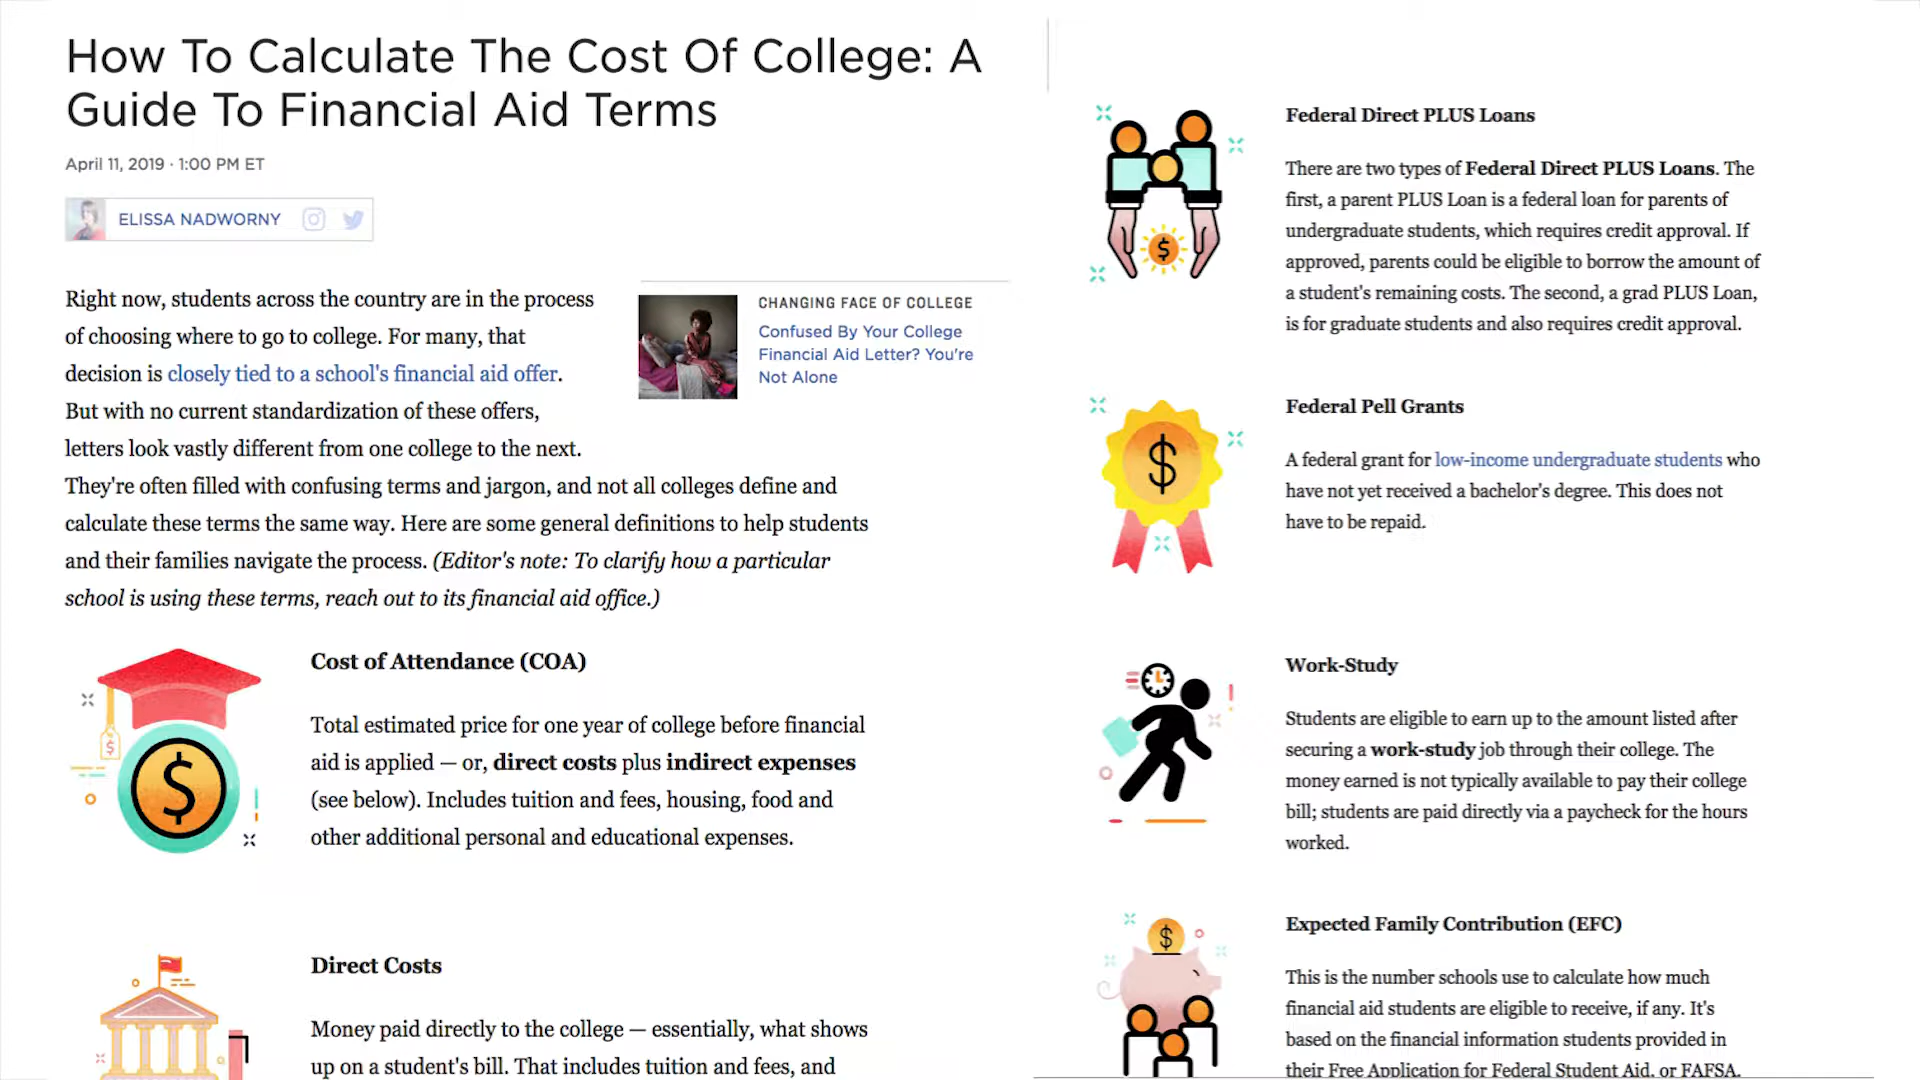 How To Calculate The Cost Of College: A
Guide To Financial Aid Terms
April 11, 2019 · 1:00 PM ET
ELISSA NADWORNY
Right now, students across the country are in the process
of choosing where to go to college. For many, that
decision is closely tied to a school's financial aid offer.
But with no current standardization of these offers,
letters look vastly different from one college to the next.
They're often filled with confusing terms and jargon, and not all colleges define and
calculate these terms the same way. Here are some general definitions to help students
and their families navigate the process. (Editor's note: To clarify how a particular
school is using these terms, reach out to its financial aid office.)
CHANGING FACE OF COLLEGE
Confused By Your College
Financial Aid Letter? You're
Not Alone
$
$
Cost of Attendance (COA)
Total estimated price for one year of college before financial
aid is applied — or, direct costs plus indirect expenses
(see below). Includes tuition and fees, housing, food and
other additional personal and educational expenses.
Direct Costs
Money paid directly to the college — essentially, what shows
up on a student's bill. That includes tuition and fees, and
$
Federal Direct PLUS Loans
There are two types of Federal Direct PLUS Loans. The
first, a parent PLUS Loan is a federal loan for parents of
undergraduate students, which requires credit approval. If
approved, parents could be eligible to borrow the amount of
a student's remaining costs. The second, a grad PLUS Loan,
is for graduate students and also requires credit approval.
$
Federal Pell Grants
A federal grant for low-income undergraduate students who
have not yet received a bachelor's degree. This does not
have to be repaid.
Work-Study
Students are eligible to earn up to the amount listed after
securing a work-study job through their college. The
money earned is not typically available to pay their college
bill; students are paid directly via a paycheck for the hours
worked.
$
Expected Family Contribution (EFC)
This is the number schools use to calculate how much
financial aid students are eligible to receive, if any. It's
based on the financial information students provided in
their Free Application for Federal Student Aid, or FAFSA.